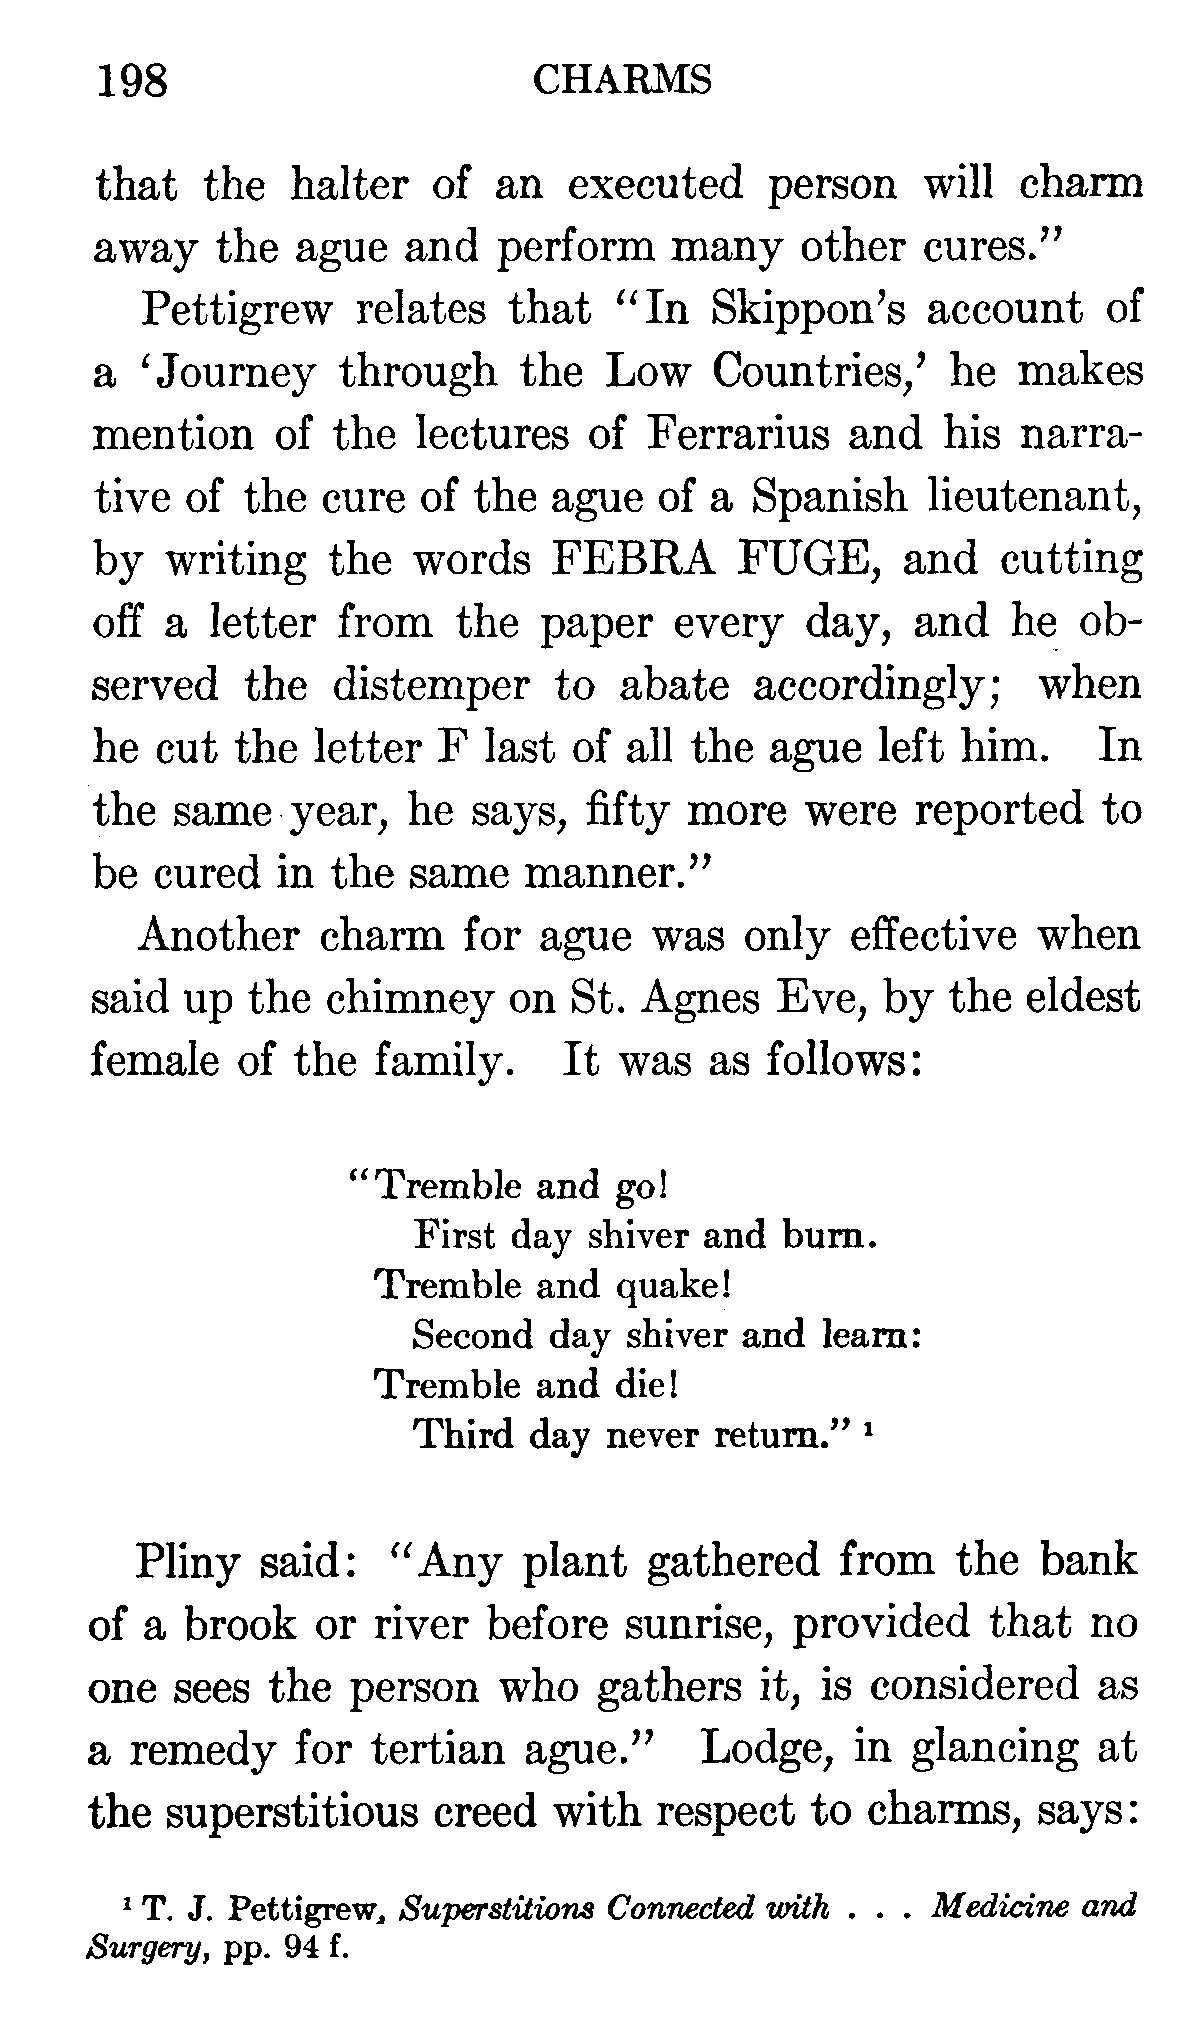 198 CHARMS
that the halter of an executed person will charm
away the ague and perform many other cures."
Pettigrew relates that "In Skippon's account of
a 'Journey through the Low Countries,' he makes
mention of the lectures of Ferrarius and his narra-
tive of the cure of the ague of a Spanish lieutenant,
by writing the words FEBRA FUGE, and cutting
off a letter from the paper every day, and he ob-
served the distemper to abate accordingly; when
he cut the letter F last of all the ague left him. In
the same year, he says, fifty more were reported to
be cured in the same manner."
Another charm for ague was only effective when
said up the chimney on St. Agnes Eve, by the eldest
female of the family. It was as follows:
"Tremble and go!
First day shiver and burn.
Tremble and quake!
Second day shiver and learn:
Tremble and die!
Third day never return." ¹
Pliny said: "Any plant gathered from the bank
of a brook or river before sunrise, provided that no
one sees the person who gathers it, is considered as
a remedy for tertian ague." Lodge, in glancing at
the superstitious creed with respect to charms, says:
¹ T. J. Pettigrew, Superstitions Connected with . . . Medicine and
Surgery, pp. 94 f.